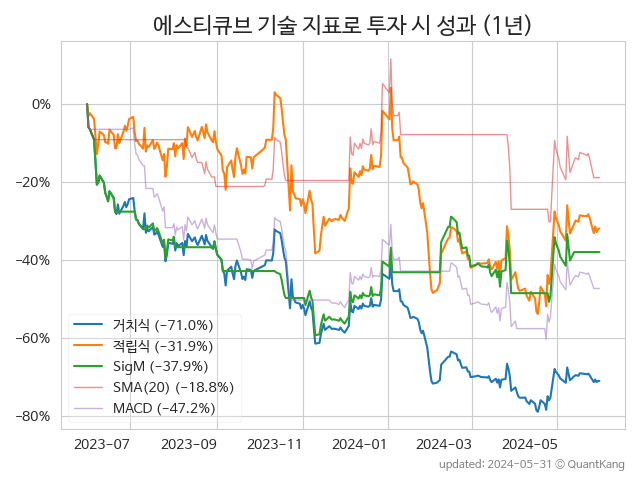 에스티큐브 기술 지표로 투자 시 성과 (1년)
0%
−20%
−40%
−60%
−80%
거치식 (−71.0%)
적립식 (−31.9%)
SigM (−37.9%)
SMA(20) (−18.8%)
MACD (−47.2%)
2023−07 2023−09 2023−11 2024−01 2024−03 2024−05
updated: 2024−05−31 © QuantKang